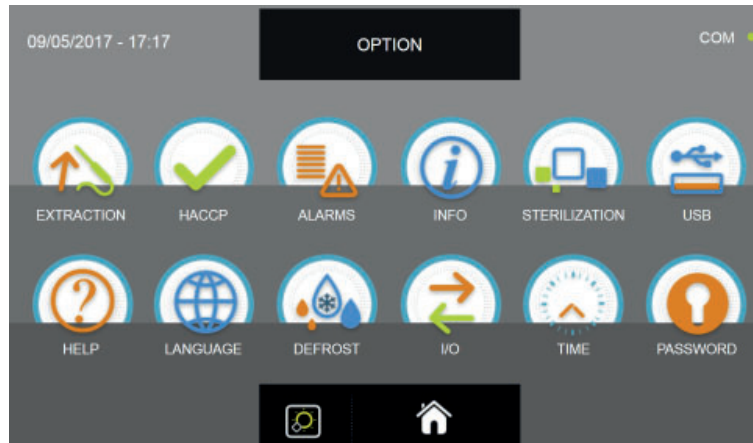 09/05/2017 - 17:17
OPTION
COM
EXTRACTION
HACCP
ALARMS
INFO
STERILIZATION
USB
HELP
LANGUAGE
DEFROST
I/O
TIME
PASSWORD